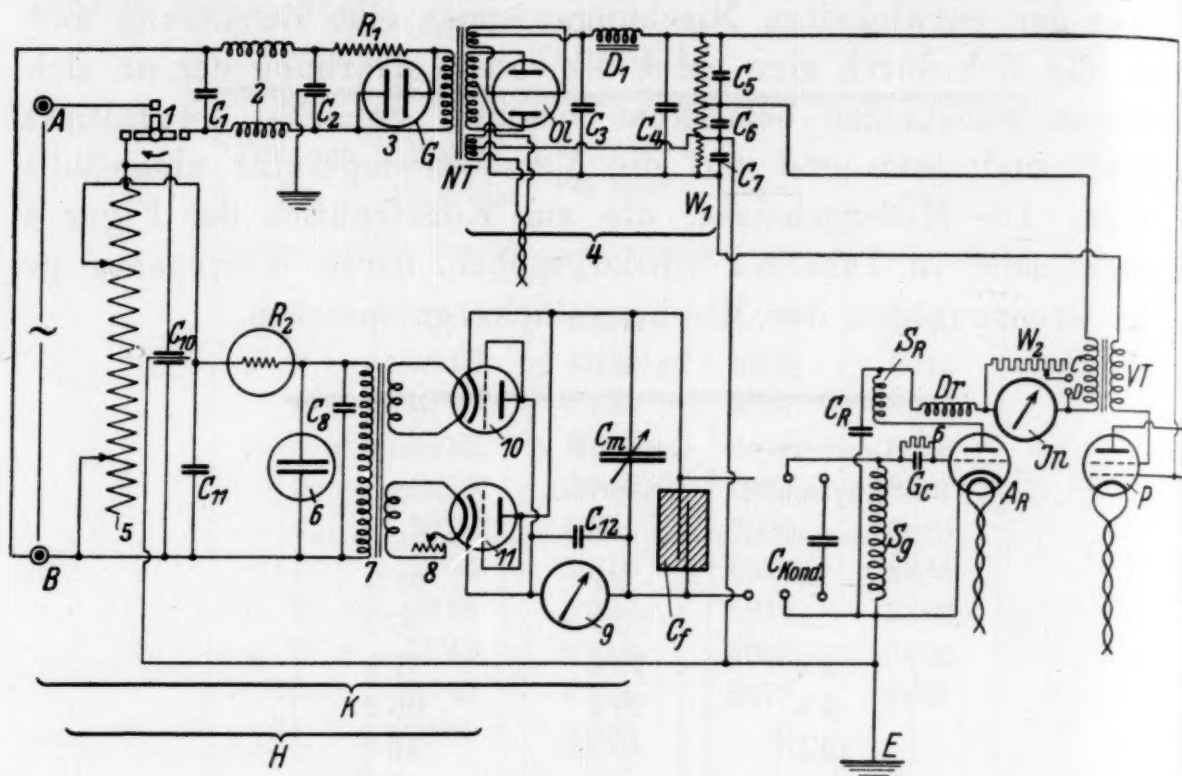 R1
A
1
C1
2
C2
3
G
NT
Ol
D1
C3
C4
C5
C6
C7
W1
4
~
C10
R2
C8
C11
5
B
6
7
8
10
11
Cm
C12
9
Cf
CKond.
CR
SR
Dr
W2
C
D
VT
Jn
Gc
6
AR
Sg
P
K
H
E